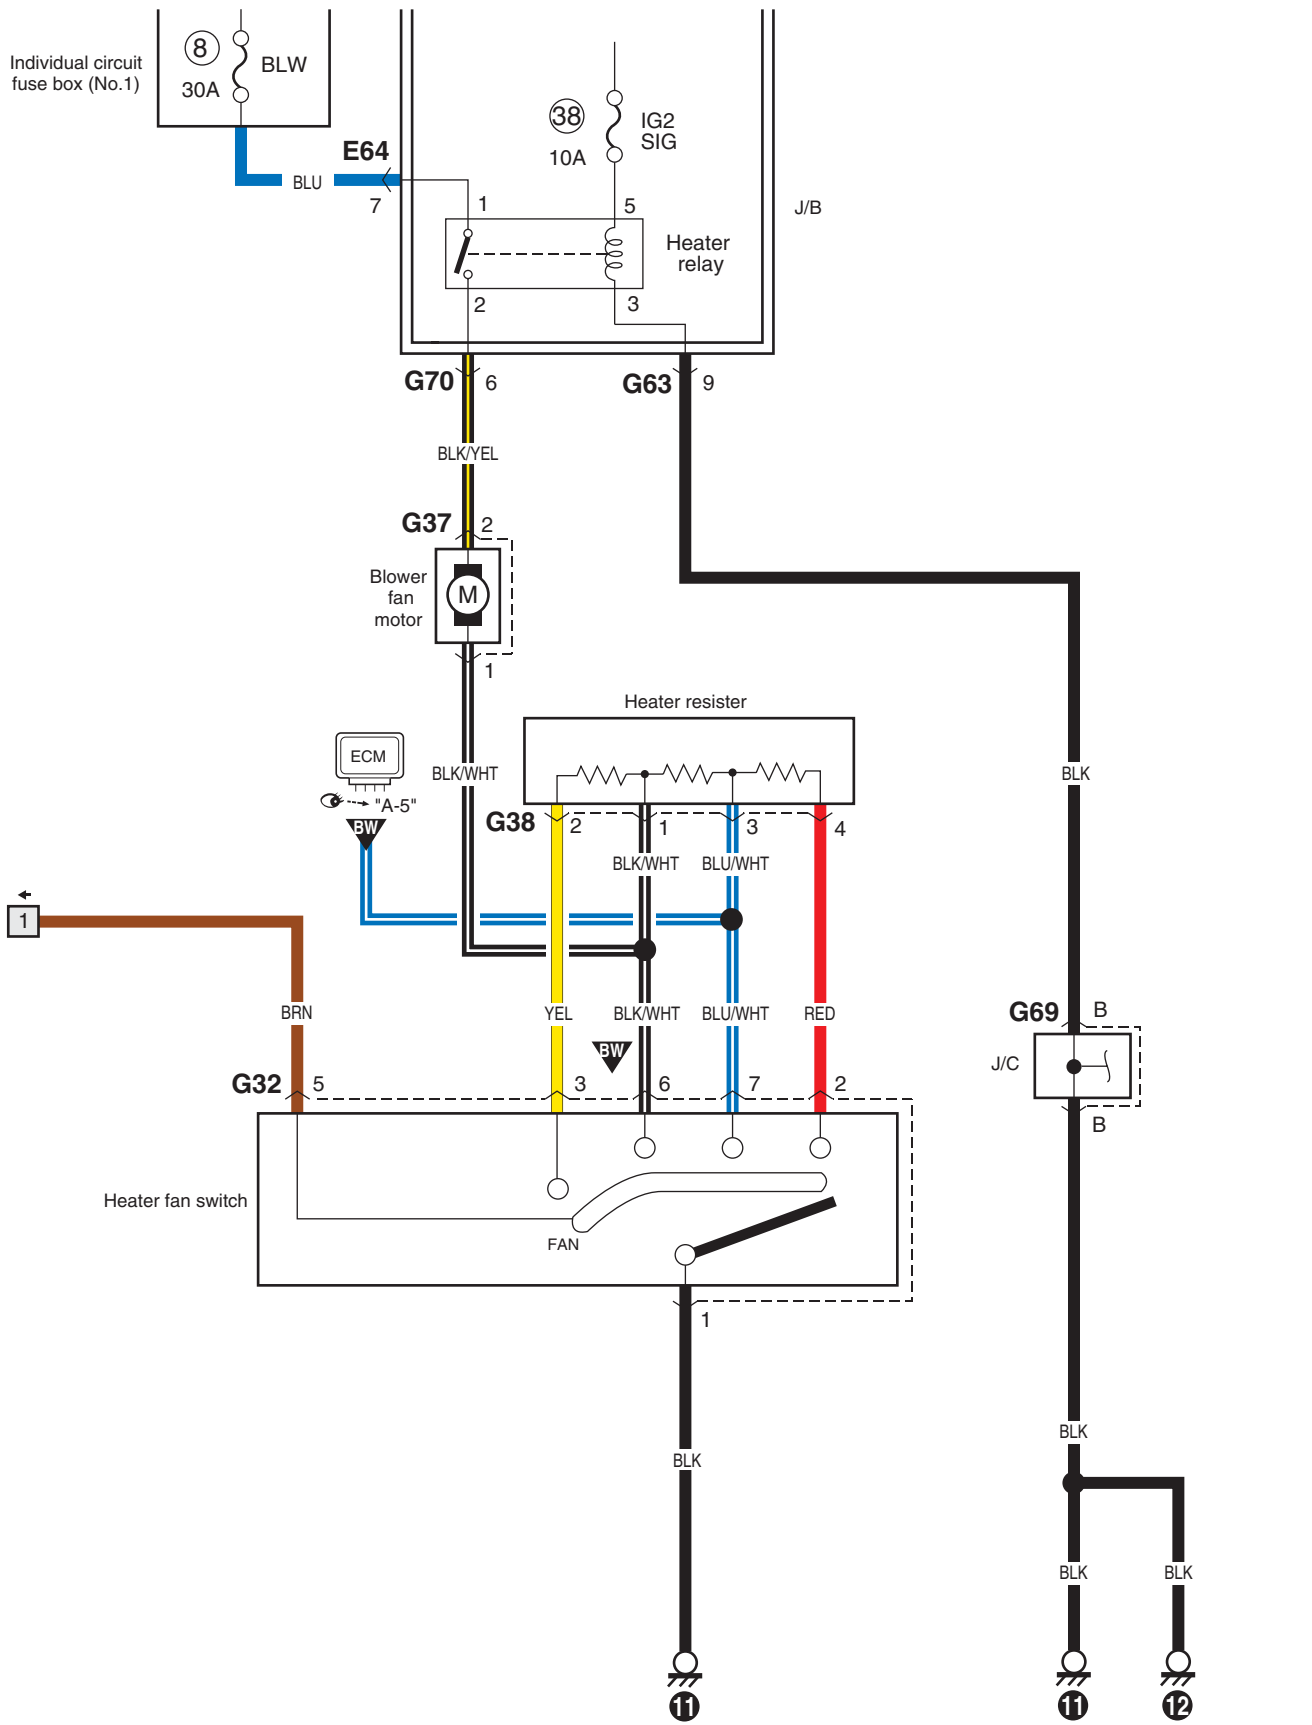 Individual circuit
fuse box (No.1)
8
30A
BLW
38
10A
IG2
SIG
E64
BLU
7
1
5
J/B
Heater
relay
2
3
G70
6
G63
9
BLK/YEL
G37
2
Blower
fan
motor
M
1
Heater resister
ECM
"A-5"
BW
BLK/WHT
BLK
G38
2
1
3
4
BLK/WHT
BLU/WHT
1
BRN
YEL
BLK/WHT
BLU/WHT
RED
G69
B
J/C
B
BW
G32
5
3
6
7
2
Heater fan switch
FAN
1
BLK
BLK
BLK
BLK
11
11
12